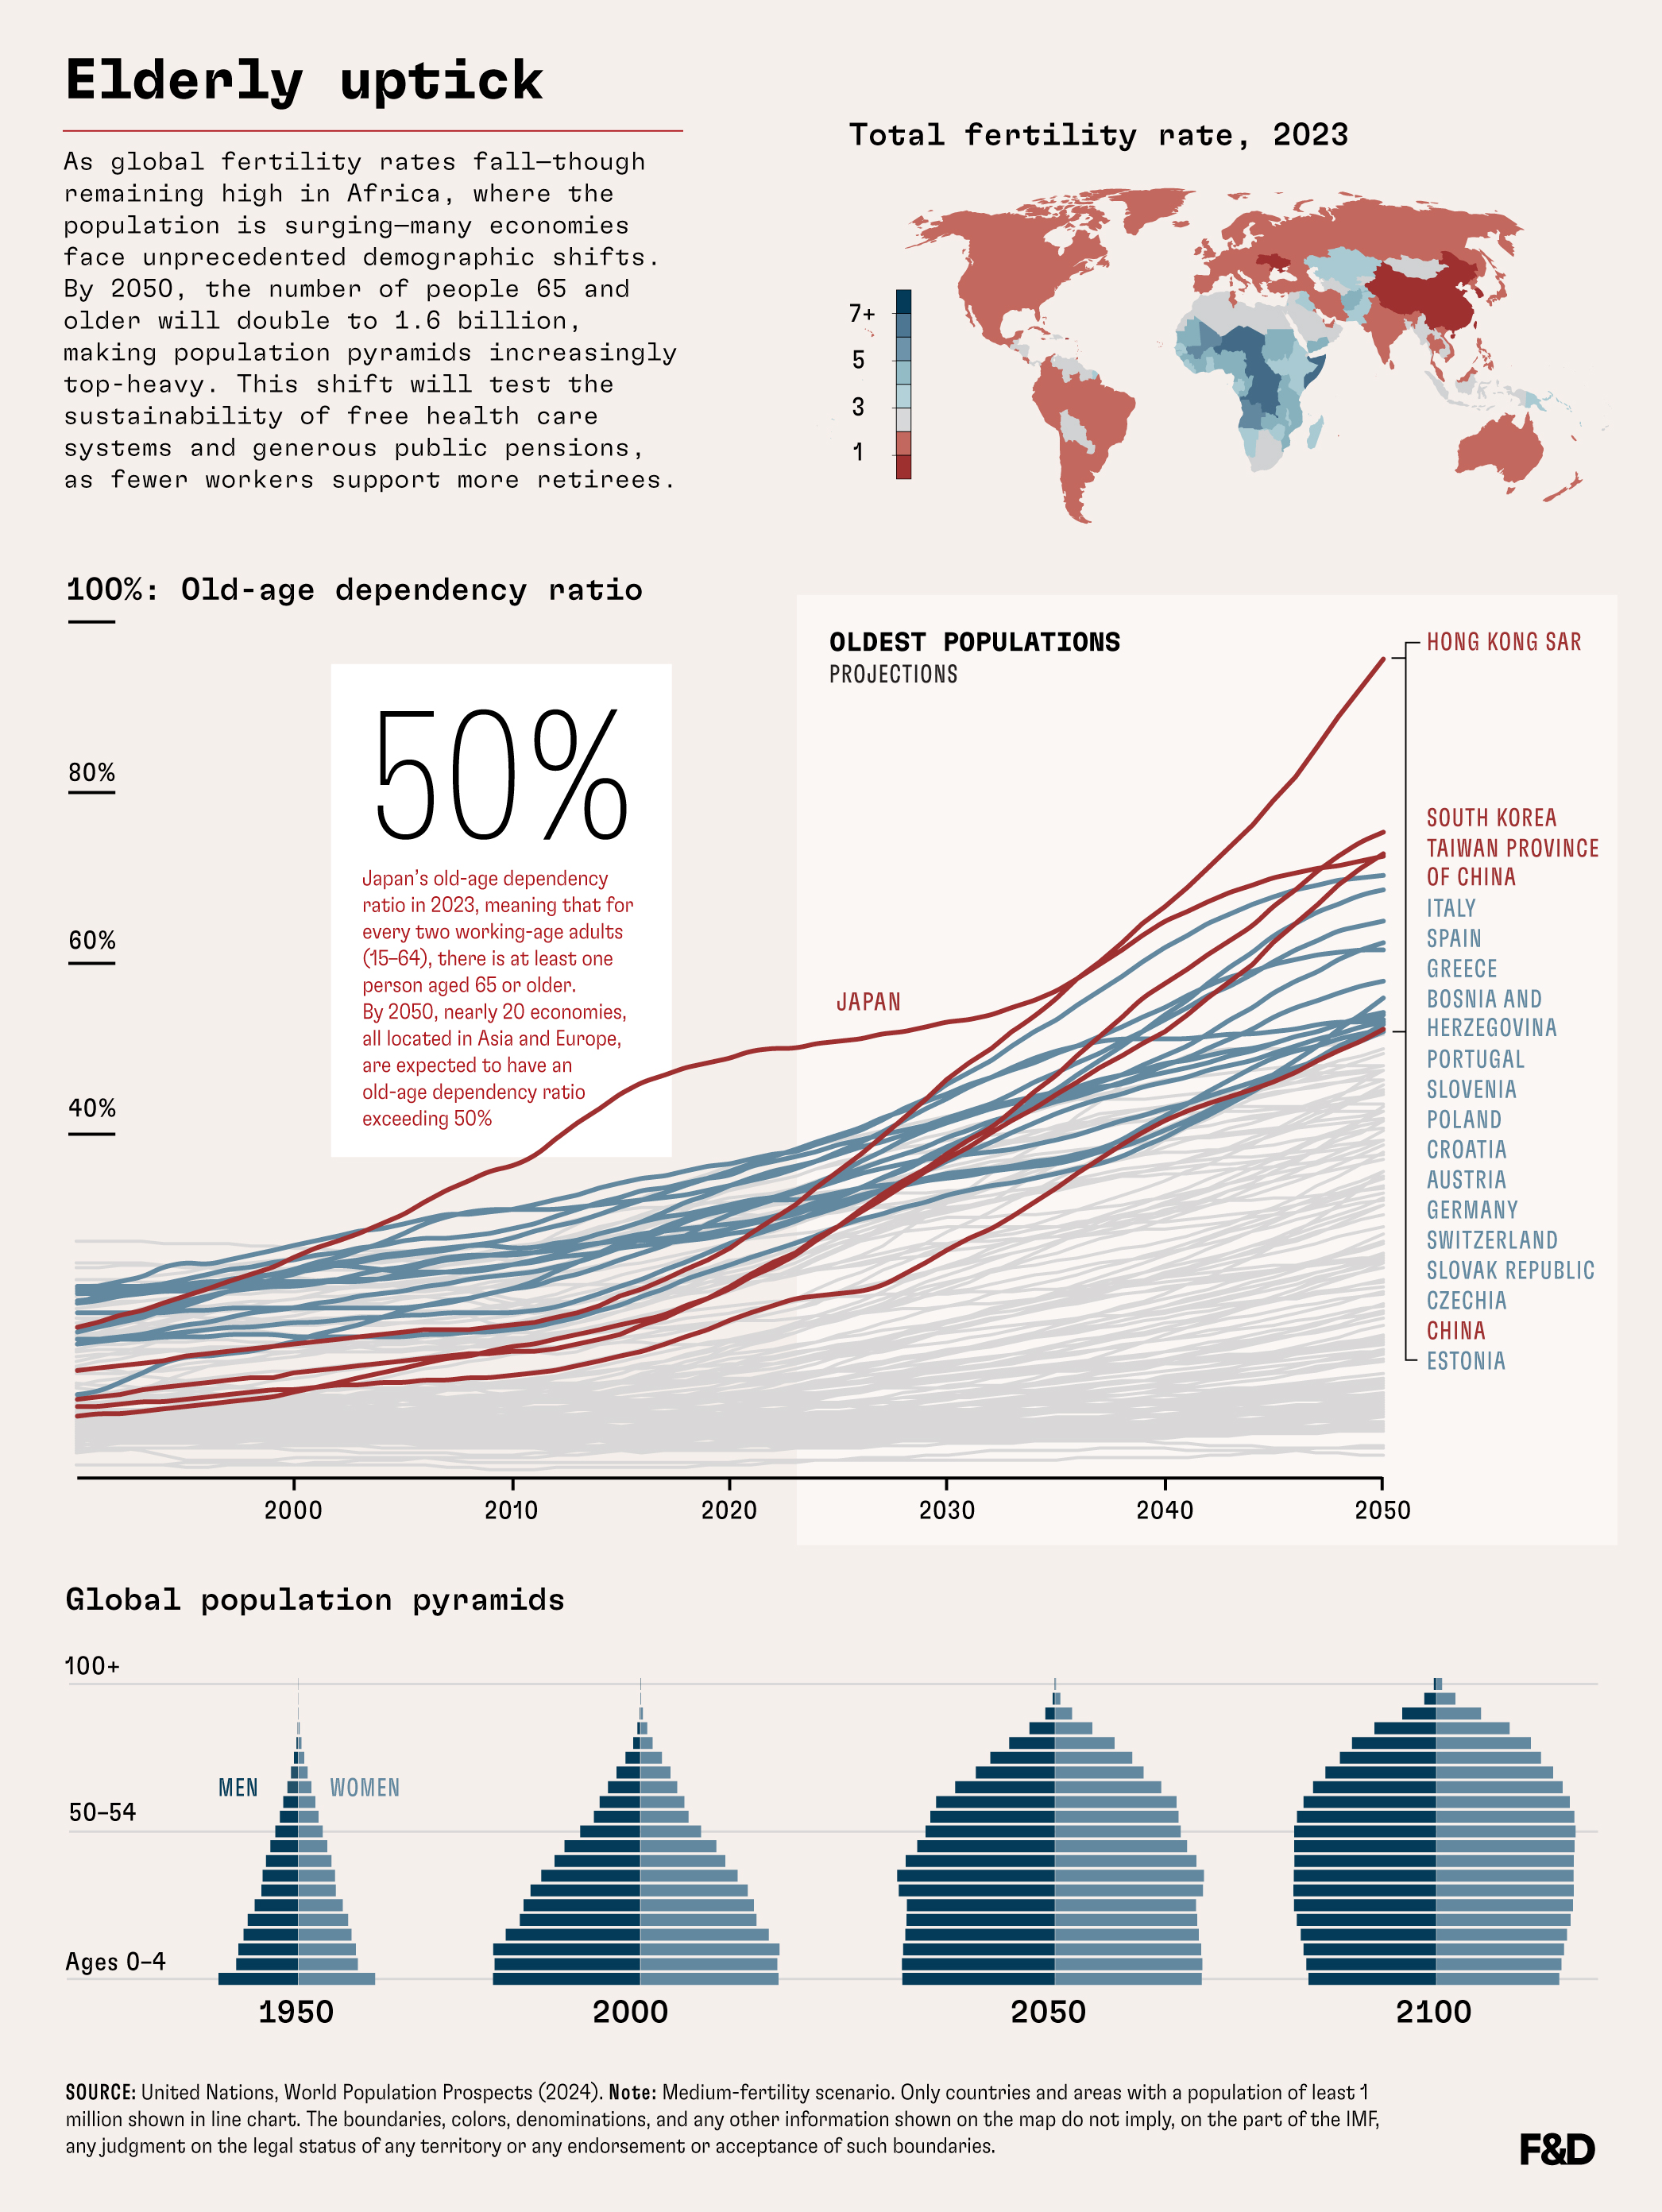 Elderly uptick
As global fertility rates fall—though
remaining high in Africa, where the
population is surging—many economies
face unprecedented demographic shifts.
By 2050, the number of people 65 and
older will double to 1.6 billion,
making population pyramids increasingly
top-heavy. This shift will test the
sustainability of free health care
systems and generous public pensions,
as fewer workers support more retirees.
Total fertility rate, 2023
7+
5
3
1
100%: Old-age dependency ratio
80%
60%
40%
50%
Japan's old-age dependency
ratio in 2023, meaning that for
every two working-age adults
(15–64), there is at least one
person aged 65 or older.
By 2050, nearly 20 economies,
all located in Asia and Europe,
are expected to have an
old-age dependency ratio
exceeding 50%
OLDEST POPULATIONS
PROJECTIONS
JAPAN
HONG KONG SAR
SOUTH KOREA
TAIWAN PROVINCE
OF CHINA
ITALY
SPAIN
GREECE
BOSNIA AND
HERZEGOVINA
PORTUGAL
SLOVENIA
POLAND
CROATIA
AUSTRIA
GERMANY
SWITZERLAND
SLOVAK REPUBLIC
CZECHIA
CHINA
ESTONIA
2000
2010
2020
2030
2040
2050
Global population pyramids
100+
50–54
Ages 0–4
MEN
WOMEN
1950
2000
2050
2100
SOURCE: United Nations, World Population Prospects (2024). Note: Medium-fertility scenario. Only countries and areas with a population of least 1
million shown in line chart. The boundaries, colors, denominations, and any other information shown on the map do not imply, on the part of the IMF,
any judgment on the legal status of any territory or any endorsement or acceptance of such boundaries.
F&D